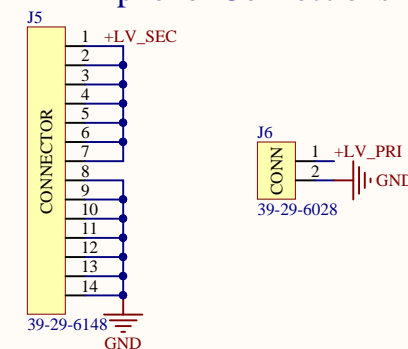 J5
1 +LV_SEC
2
3
4
5
6
7
8
9
10
11
12
13
14
CONNECTOR
39-29-6148
GND
J6
1 +LV_PRI
2
GND
CONN
39-29-6028